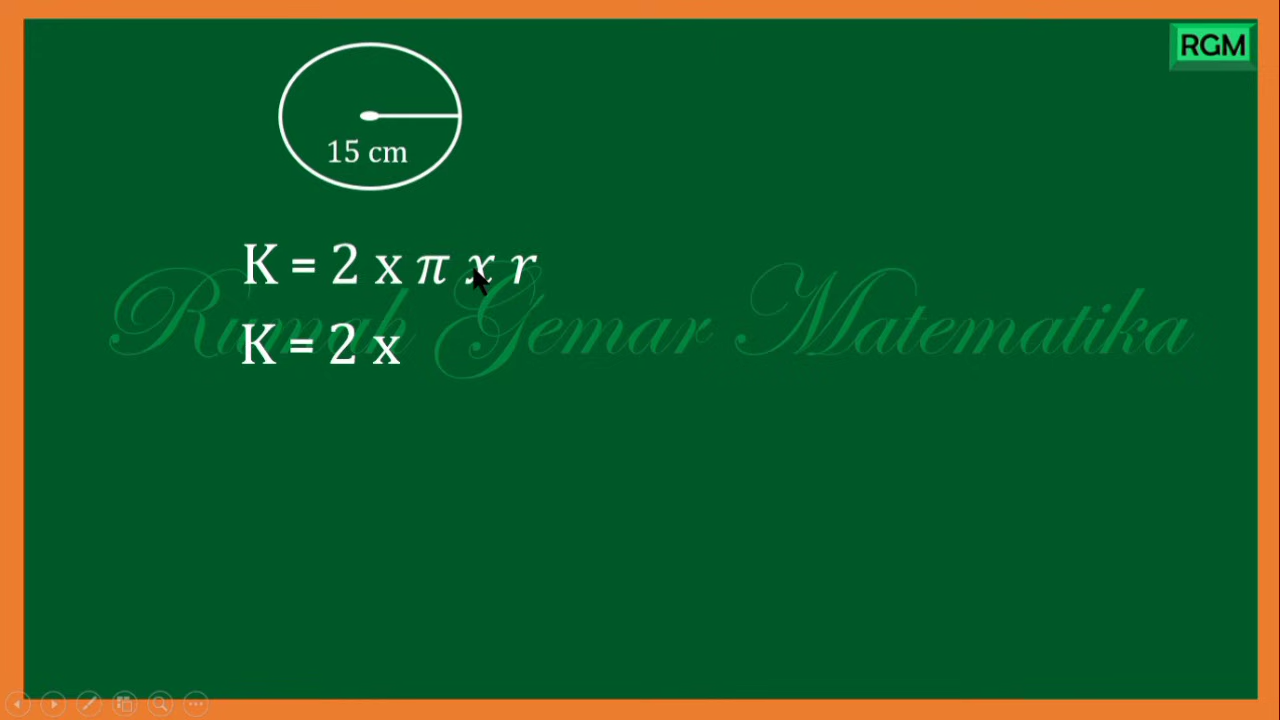 RGM
15 cm
K = 2 x π x r
K = 2 x
Rumah Gemar Matematika